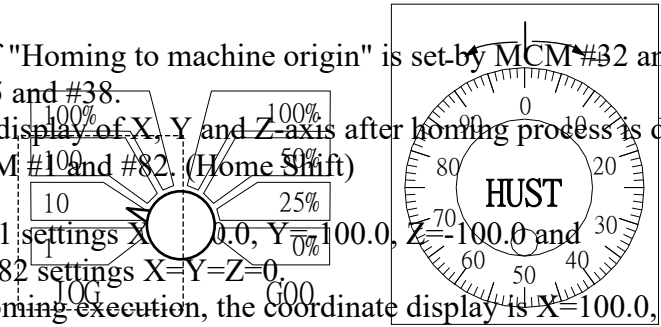 f "Homing to machine origin" is set by MCM #32 an
and #38.
display of X, Y and Z-axis after homing process is d
M #1 and #82. (Home Shift)
1 settings X 0.0, Y=-100.0, Z=-100.0 and
82 settings X=Y=Z=0.
oming execution, the coordinate display is X=100.0,
100% 100%
100 50%
10 25%
1 0%
JOG G00
0
10
20
30
40
50
60
70
80
90
HUST